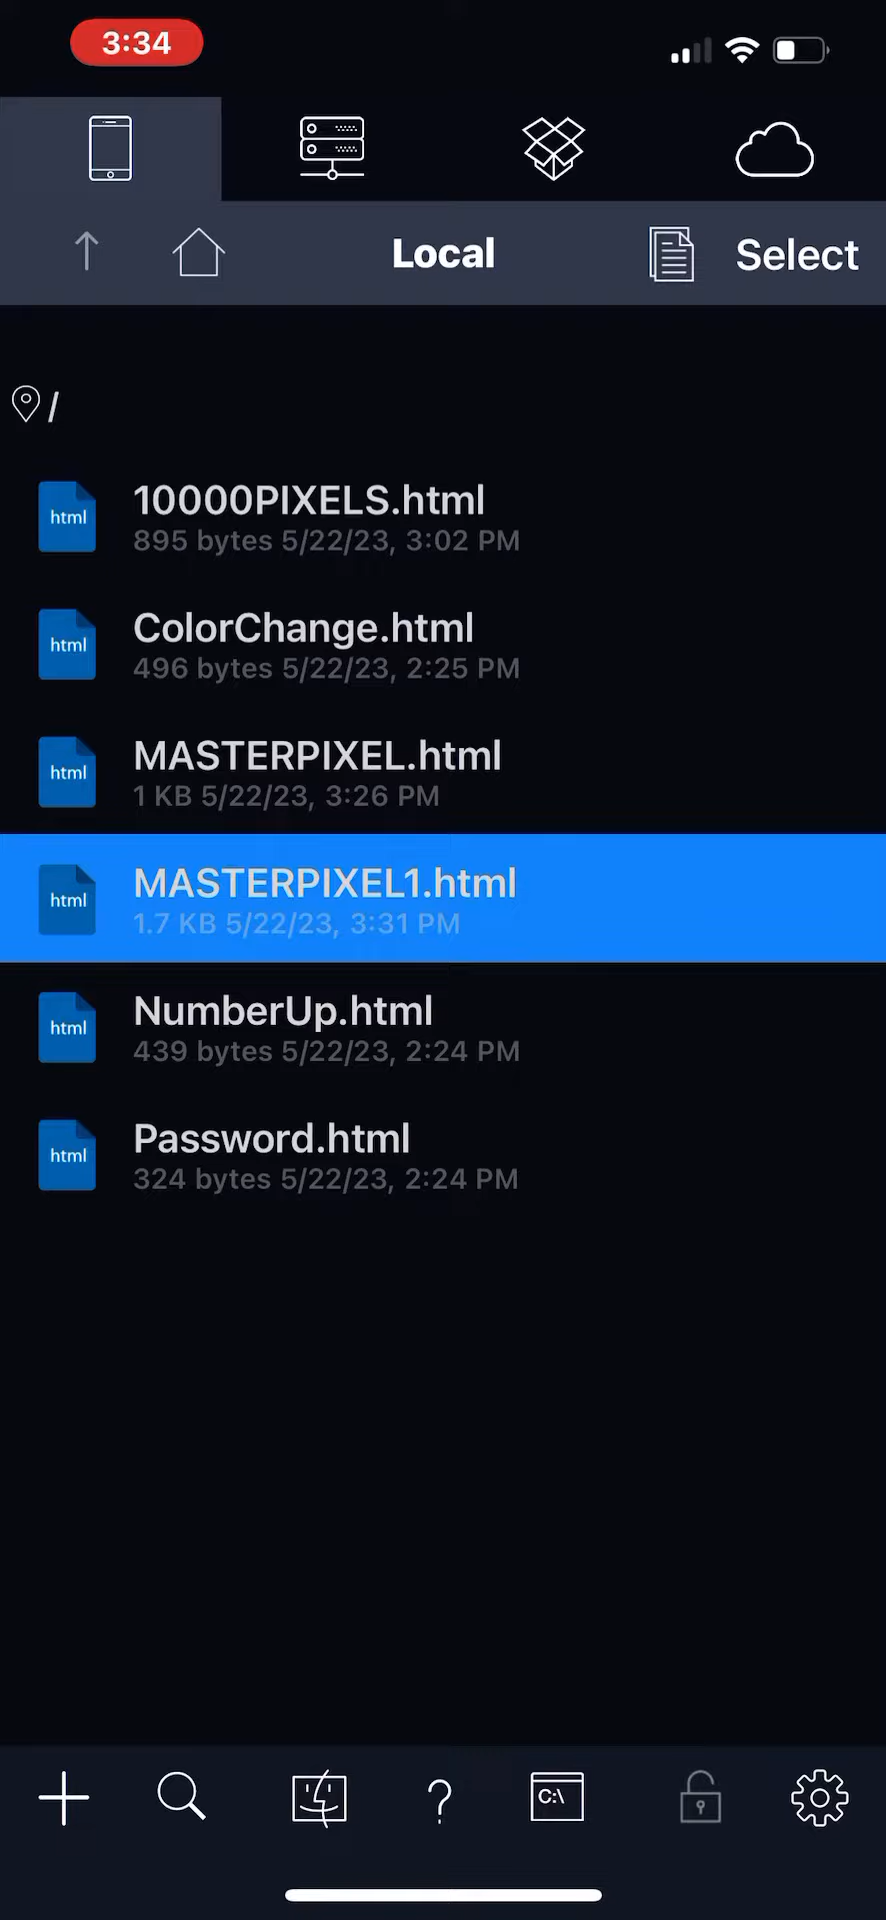 3:34
Local
Select
/
html
10000PIXELS.html
895 bytes 5/22/23, 3:02 PM
html
ColorChange.html
496 bytes 5/22/23, 2:25 PM
html
MASTERPIXEL.html
1 KB 5/22/23, 3:26 PM
html
MASTERPIXEL1.html
1.7 KB 5/22/23, 3:31 PM
html
NumberUp.html
439 bytes 5/22/23, 2:24 PM
html
Password.html
324 bytes 5/22/23, 2:24 PM
?
C:\